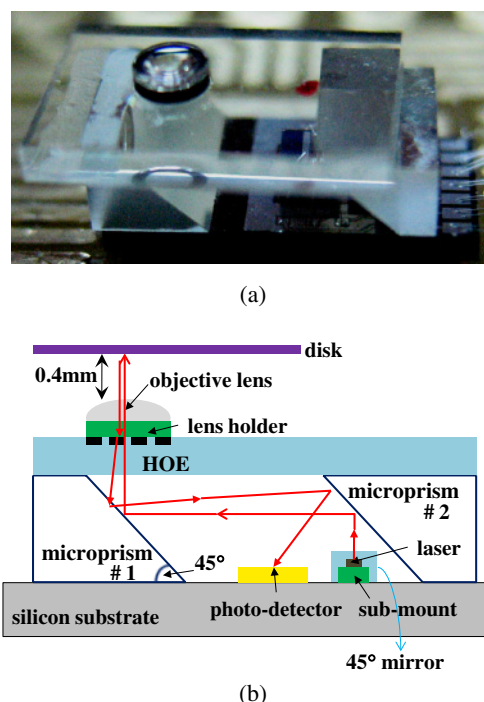 (a)
disk
0.4mm
objective lens
lens holder
HOE
microprism
# 2
microprism
# 1
45°
laser
photo-detector
sub-mount
silicon substrate
45° mirror
(b)